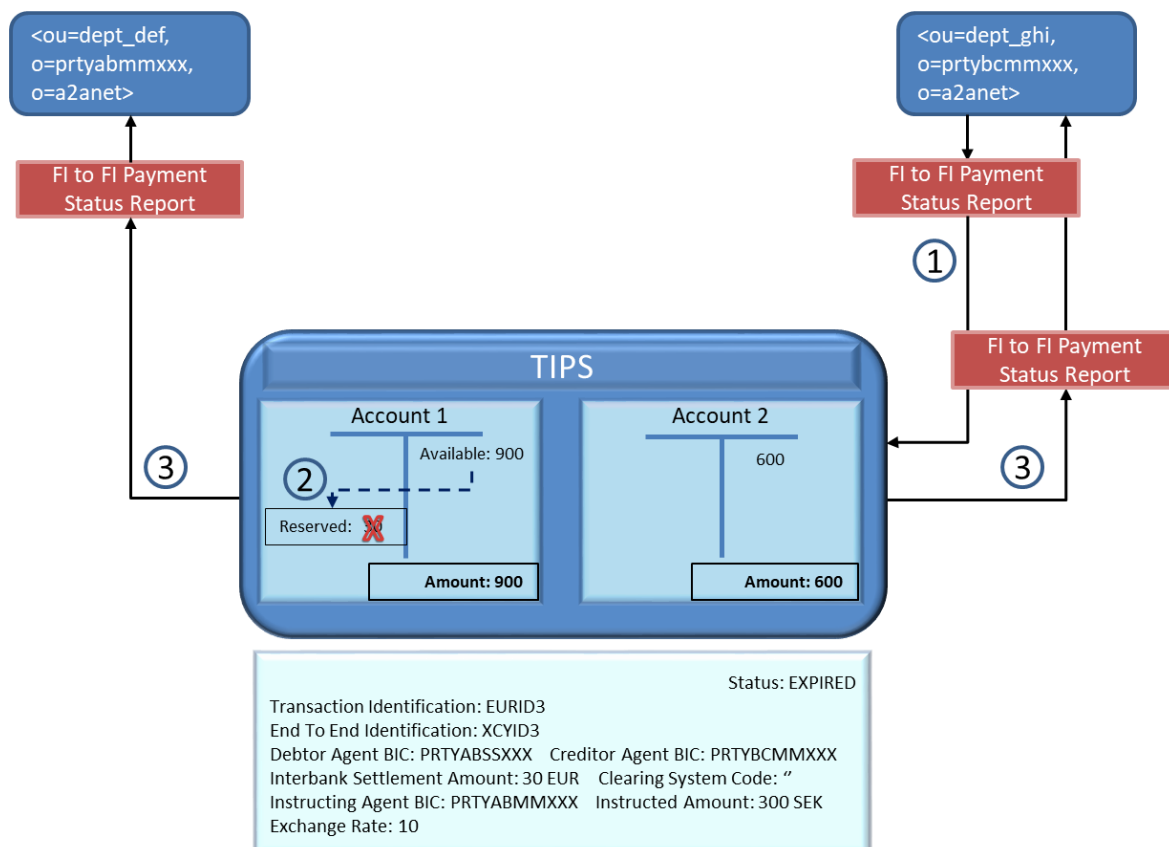 <ou=dept_def,
o=prtyabmmxxx,
o=a2anet>
<ou=dept_ghi,
o=prtybcmmxxx,
o=a2anet>
FI to FI Payment
Status Report
FI to FI Payment
Status Report
1
FI to FI Payment
Status Report
TIPS
Account 1
Available: 900
2
Reserved:
Amount: 900
Account 2
600
Amount: 600
3
3
Status: EXPIRED
Transaction Identification: EURID3
End To End Identification: XCYID3
Debtor Agent BIC: PRTYABSSXXX Creditor Agent BIC: PRTYBCMMXXX
Interbank Settlement Amount: 30 EUR Clearing System Code: ‘’
Instructing Agent BIC: PRTYABMMXXX Instructed Amount: 300 SEK
Exchange Rate: 10